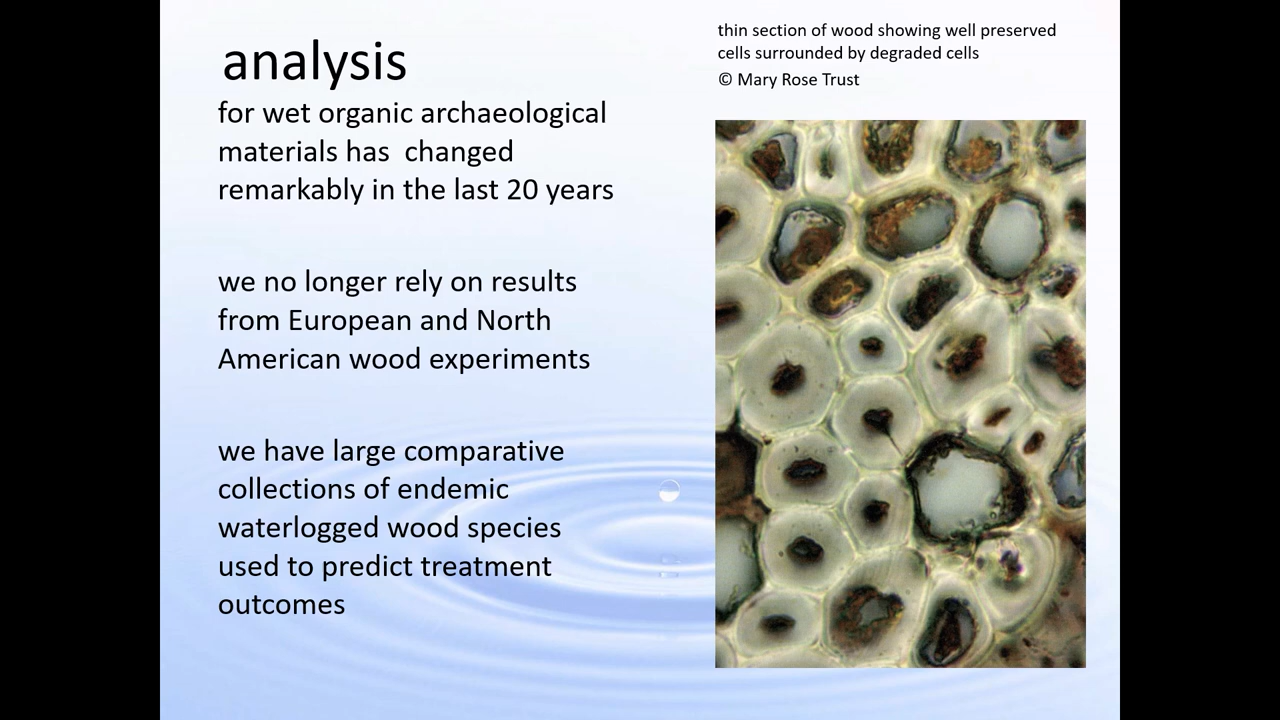 analysis
for wet organic archaeological
materials has  changed
remarkably in the last 20 years
we no longer rely on results
from European and North
American wood experiments
we have large comparative
collections of endemic
waterlogged wood species
used to predict treatment
outcomes
thin section of wood showing well preserved
cells surrounded by degraded cells
© Mary Rose Trust